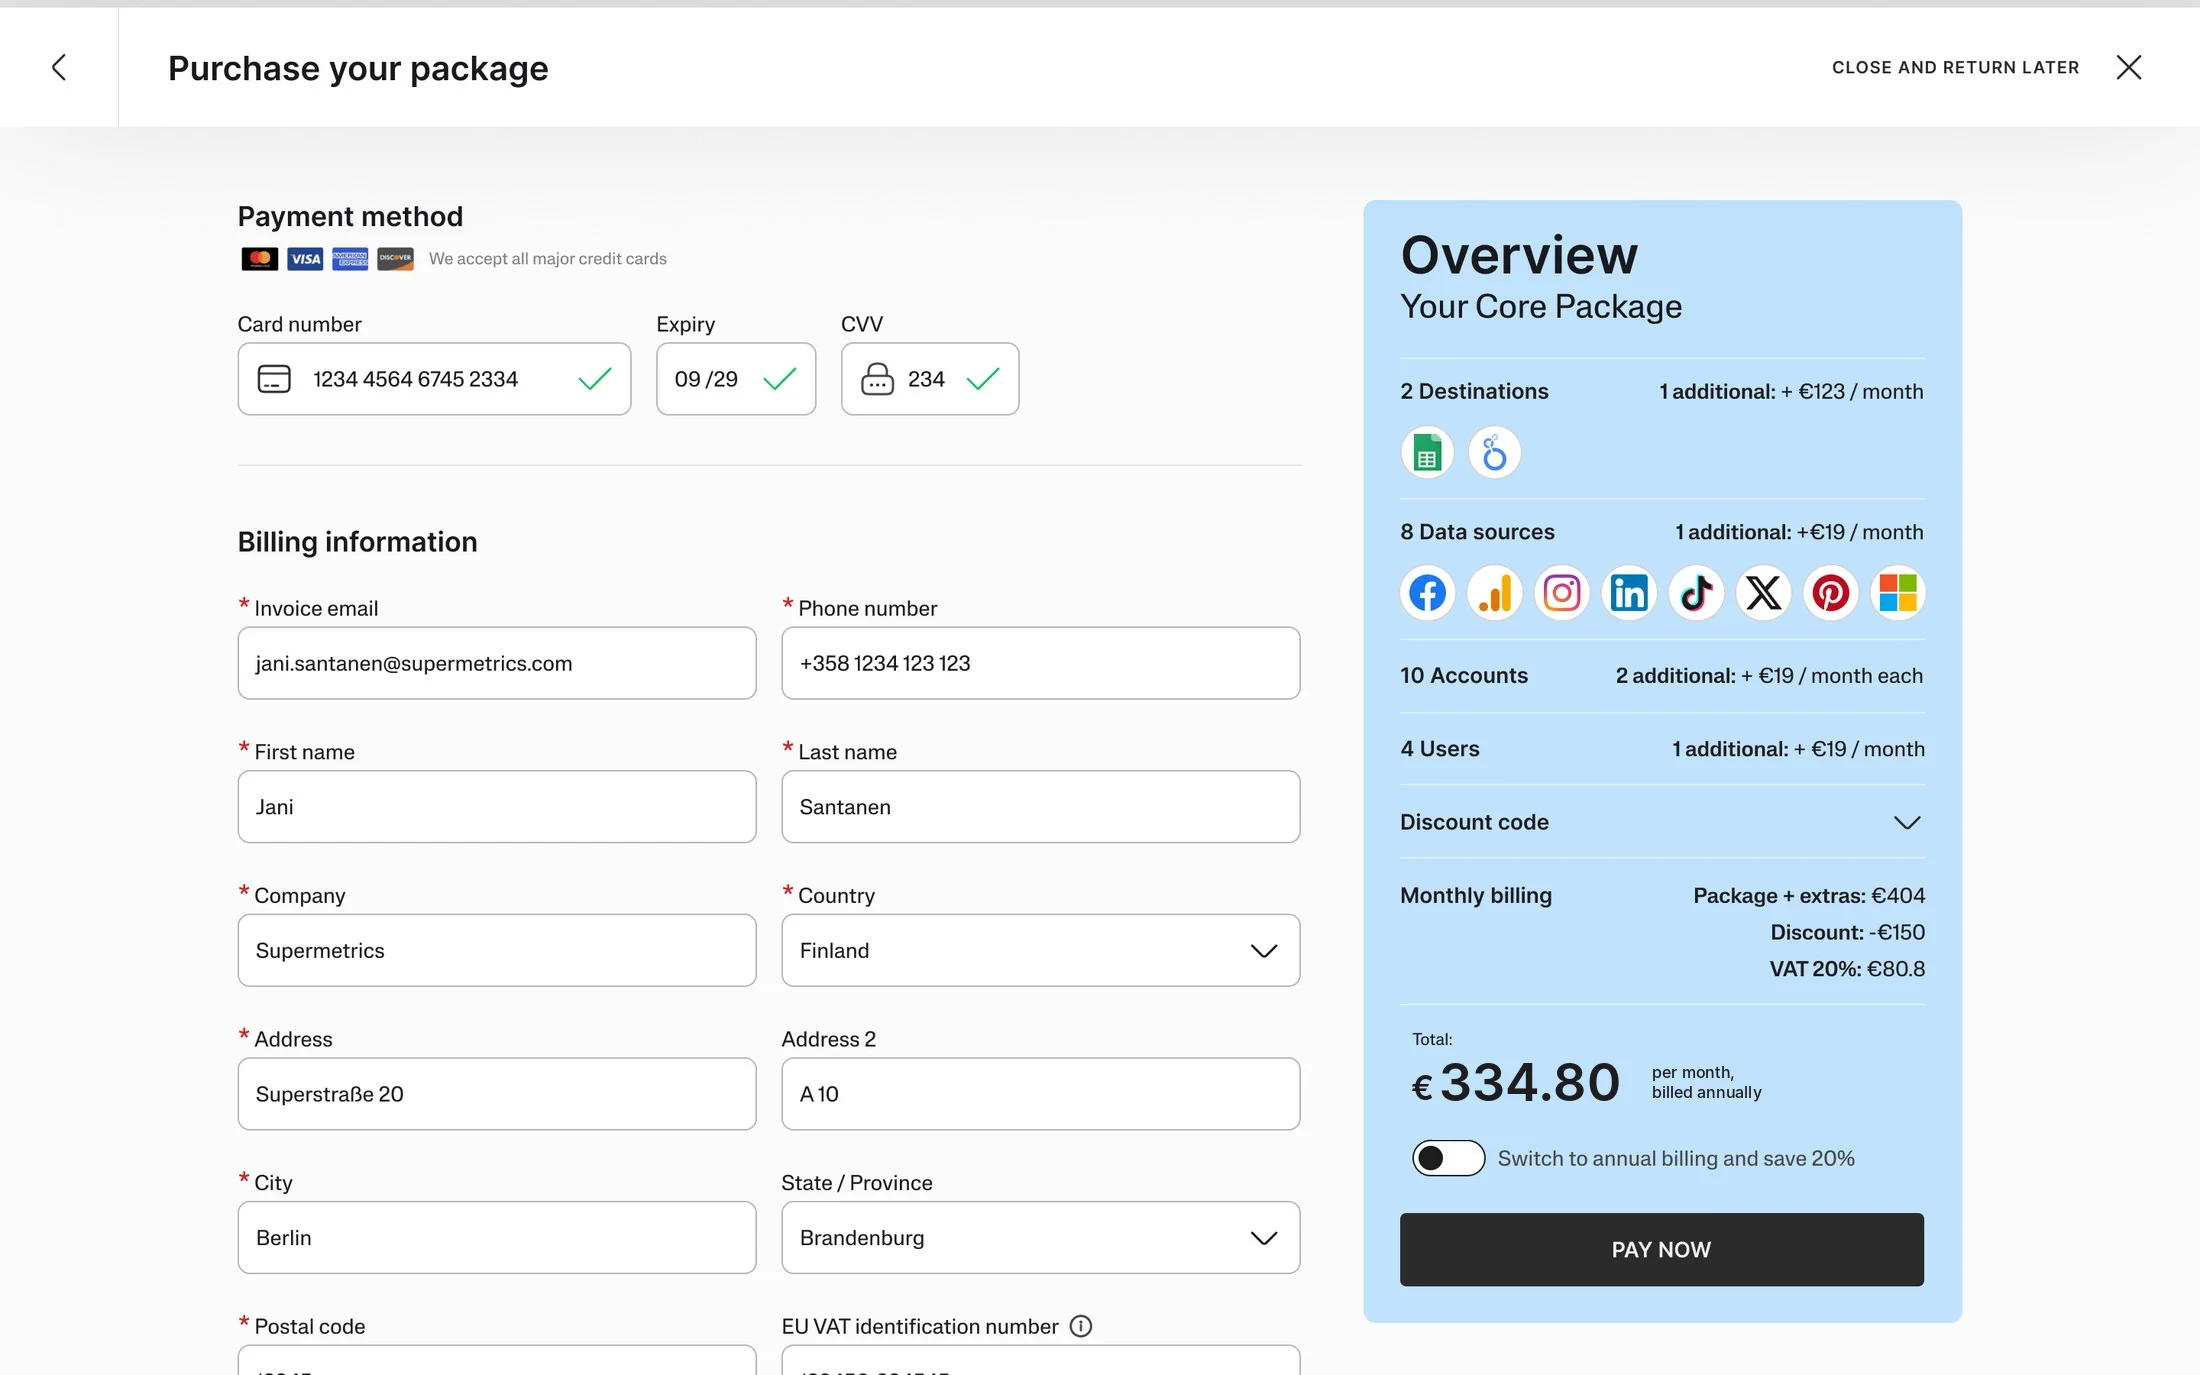 Purchase your package
CLOSE AND RETURN LATER
Payment method
VISA
AMERICAN EXPRESS
DISCOVER
We accept all major credit cards
Card number
Expiry
CVV
1234 4564 6745 2334
09 /29
234
Billing information
* Invoice email
* Phone number
jani.santanen@supermetrics.com
+358 1234 123 123
* First name
* Last name
Jani
Santanen
* Company
* Country
Supermetrics
Finland
* Address
Address 2
Superstraße 20
A 10
* City
State / Province
Berlin
Brandenburg
* Postal code
EU VAT identification number
Overview
Your Core Package
2 Destinations
1 additional: + €123 / month
8 Data sources
1 additional: +€19 / month
10 Accounts
2 additional: + €19 / month each
4 Users
1 additional: + €19 / month
Discount code
Monthly billing
Package + extras: €404
Discount: -€150
VAT 20%: €80.8
Total:
€ 334.80
per month,
billed annually
Switch to annual billing and save 20%
PAY NOW